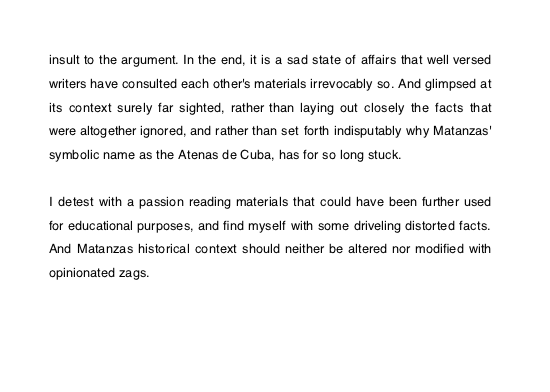 insult to the argument. In the end, it is a sad state of affairs that well versed
writers have consulted each other's materials irrevocably so. And glimpsed at
its context surely far sighted, rather than laying out closely the facts that
were altogether ignored, and rather than set forth indisputably why Matanzas'
symbolic name as the Atenas de Cuba, has for so long stuck.
I detest with a passion reading materials that could have been further used
for educational purposes, and find myself with some driveling distorted facts.
And Matanzas historical context should neither be altered nor modified with
opinionated zags.